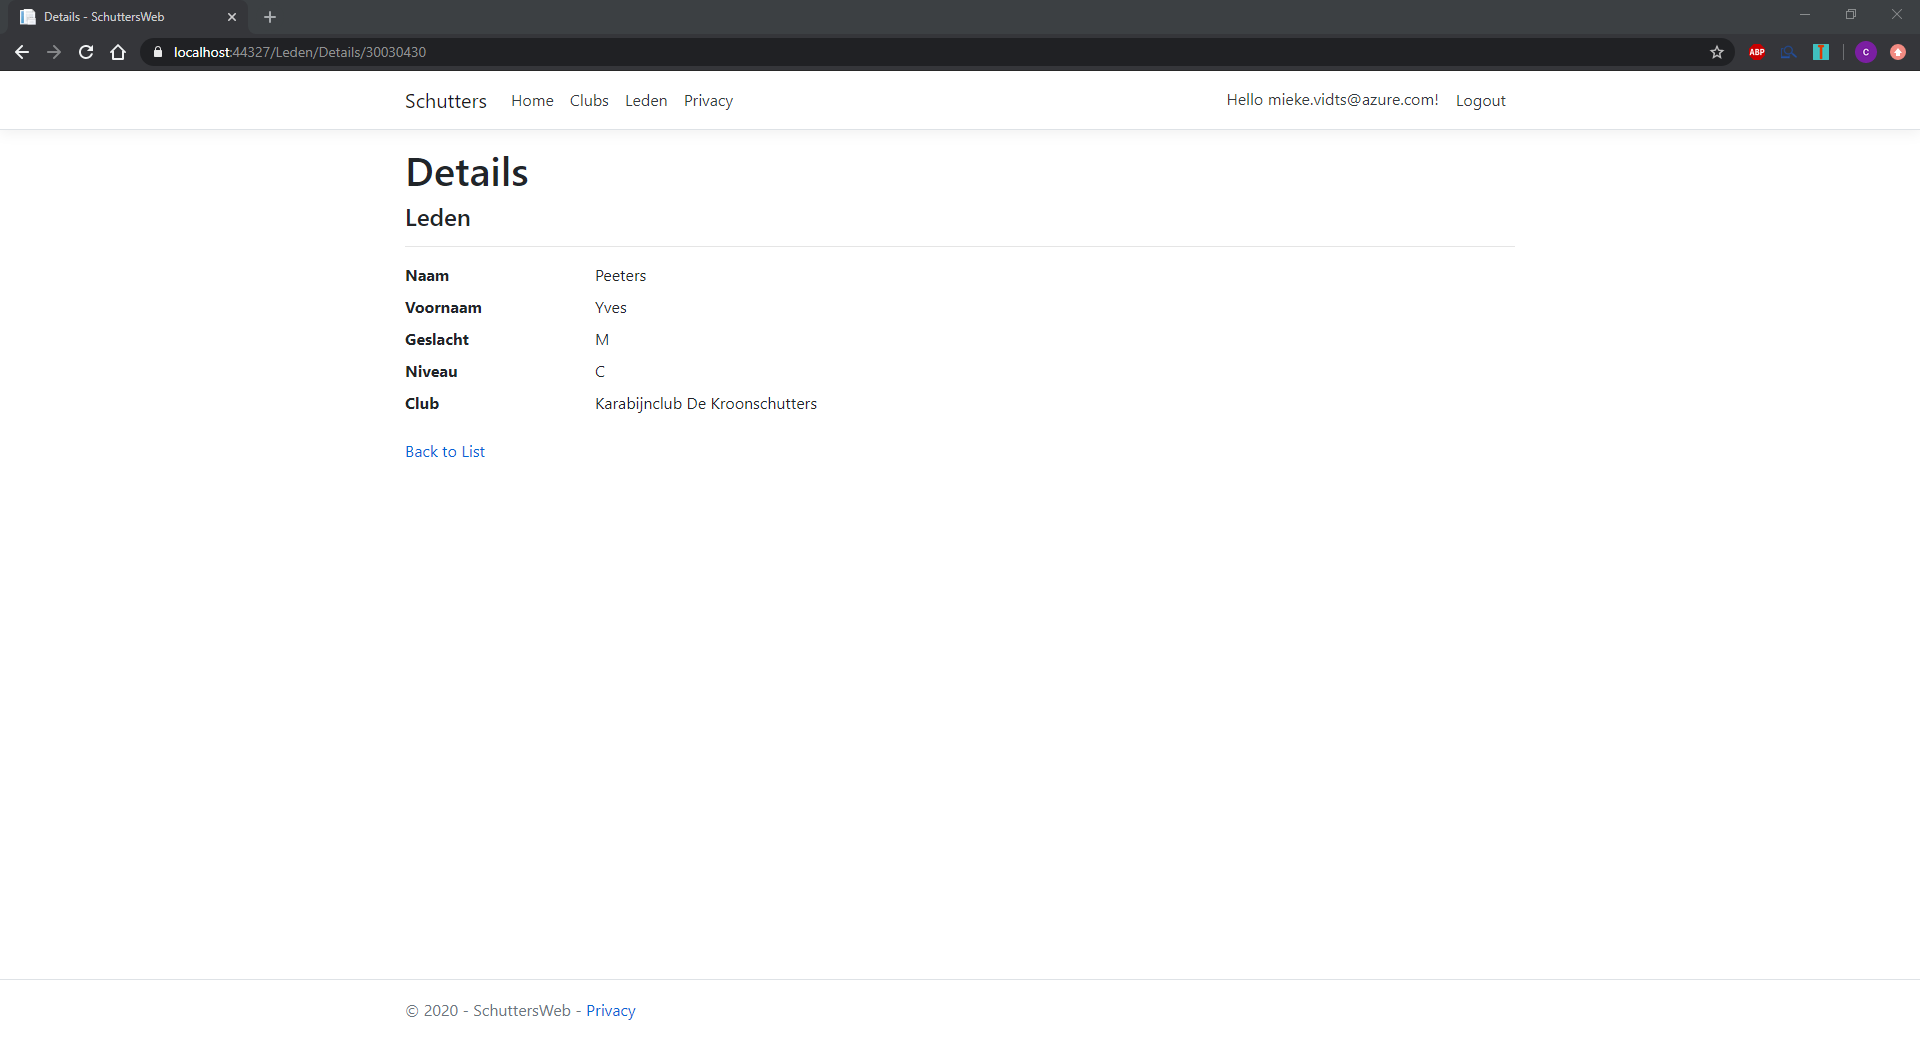 Details - SchuttersWeb
localhost:44327/Leden/Details/30030430
ABP
C
Schutters Home Clubs Leden Privacy Hello mieke.vidts@azure.com! Logout
Details
Leden
Naam Peeters
Voornaam Yves
Geslacht M
Niveau C
Club Karabijnclub De Kroonschutters
Back to List
© 2020 - SchuttersWeb - Privacy